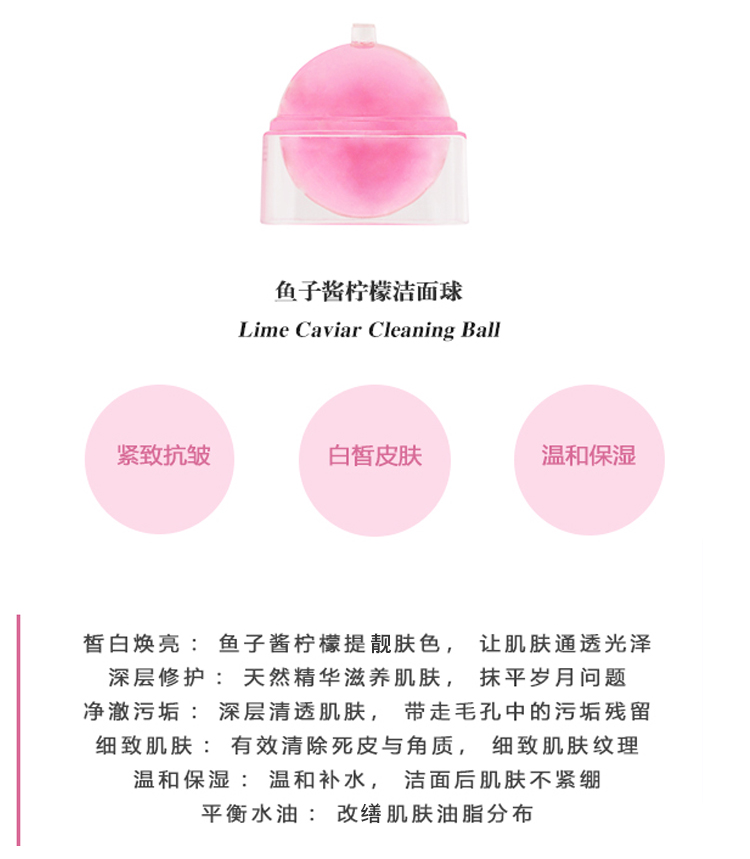 鱼子酱柠檬洁面球
Lime Caviar Cleaning Ball
紧致抗皱
白皙皮肤
温和保湿
皙白焕亮： 鱼子酱柠檬提靓肤色， 让肌肤通透光泽
深层修护： 天然精华滋养肌肤， 抹平岁月问题
净澈污垢： 深层清透肌肤， 带走毛孔中的污垢残留
细致肌肤： 有效清除死皮与角质， 细致肌肤纹理
温和保湿： 温和补水， 洁面后肌肤不紧绷
平衡水油： 改缮肌肤油脂分布